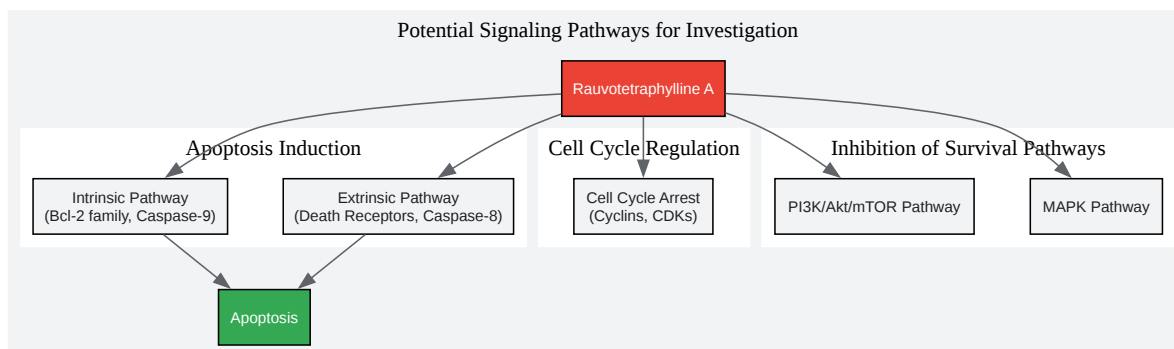 Potential Signaling Pathways for Investigation
Rauvotetraphylline A
Apoptosis Induction
Cell Cycle Regulation
Inhibition of Survival Pathways
Intrinsic Pathway
(Bcl-2 family, Caspase-9)
Extrinsic Pathway
(Death Receptors, Caspase-8)
Cell Cycle Arrest
(Cyclins, CDKs)
PI3K/Akt/mTOR Pathway
MAPK Pathway
Apoptosis